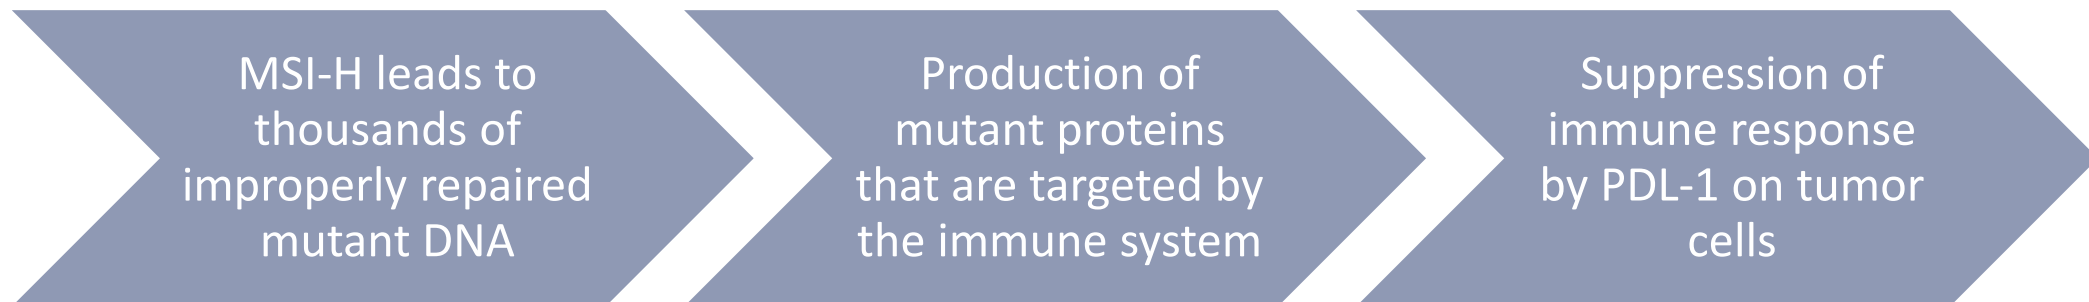 MSI-H leads to
thousands of
improperly repaired
mutant DNA
Production of
mutant proteins
that are targeted by
the immune system
Suppression of
immune response
by PDL-1 on tumor
cells